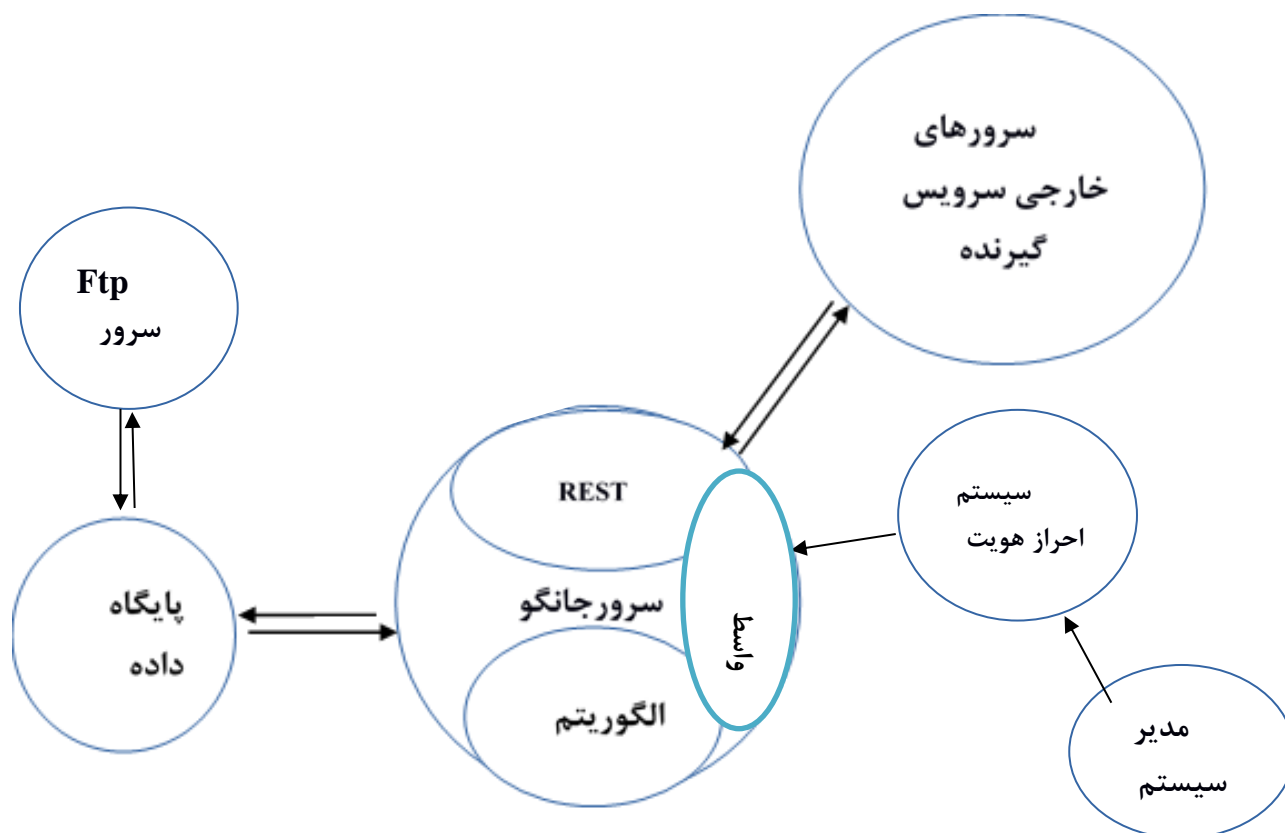 سرورهای
خارجی سرویس
گیرنده
Ftp
سرور
REST
سیستم
احراز هویت
سرورجانگو
واسط
پایگاه
داده
الگوریتم
مدیر
سیستم